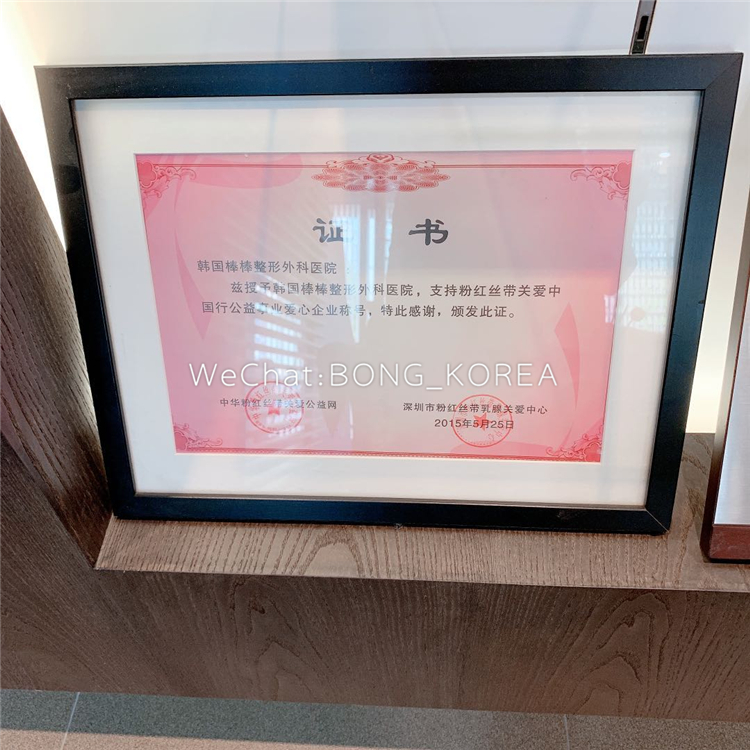 证 书
韩国棒棒整形外科医院：
兹授予韩国棒棒整形外科医院，支持粉红丝带关爱中
国行公益事业爱心企业称号，特此感谢，颁发此证。
WeChat:BONG_KOREA
中华粉红丝带关爱公益网
深圳市粉红丝带乳腺关爱中心
2015年5月25日